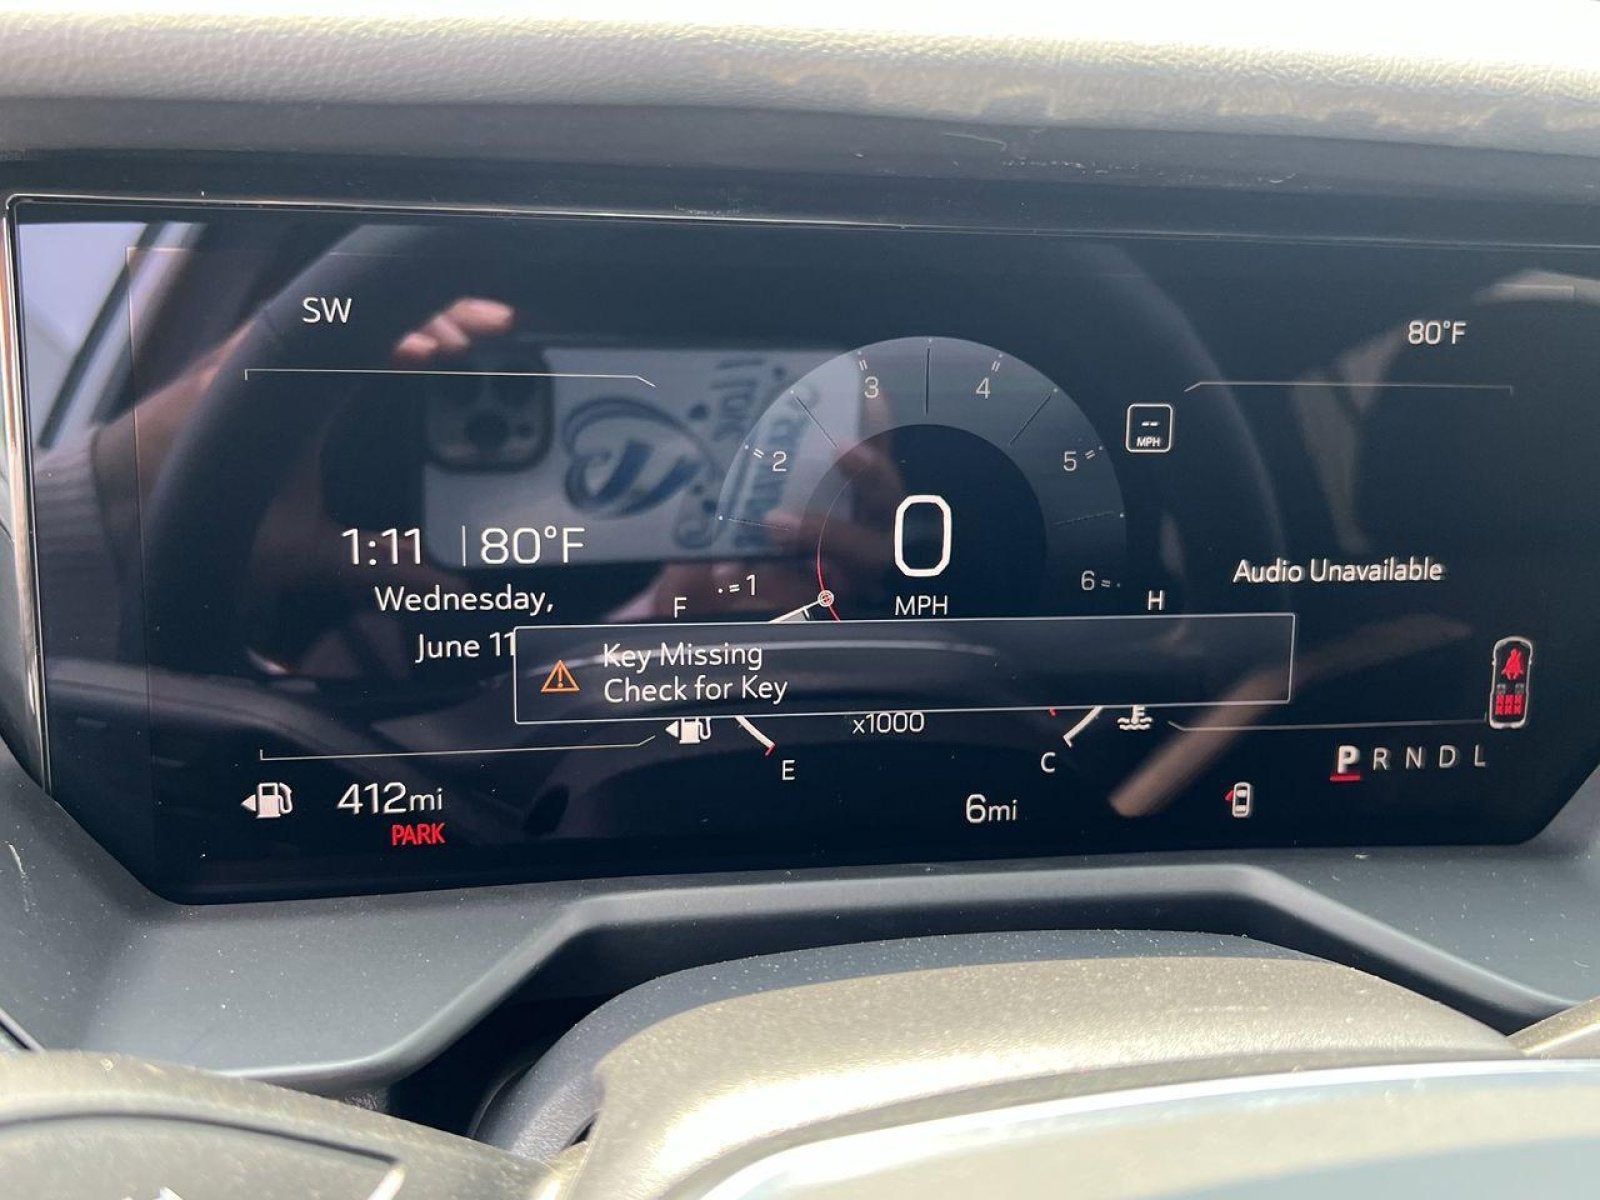 SW
80°F
3
4
2
5
--
MPH
1:11 | 80°F
0
Wednesday,
June 11
Audio Unavailable
F
1
MPH
6
H
Key Missing
Check for Key
x1000
E
C
P R N D L
412mi
PARK
6mi